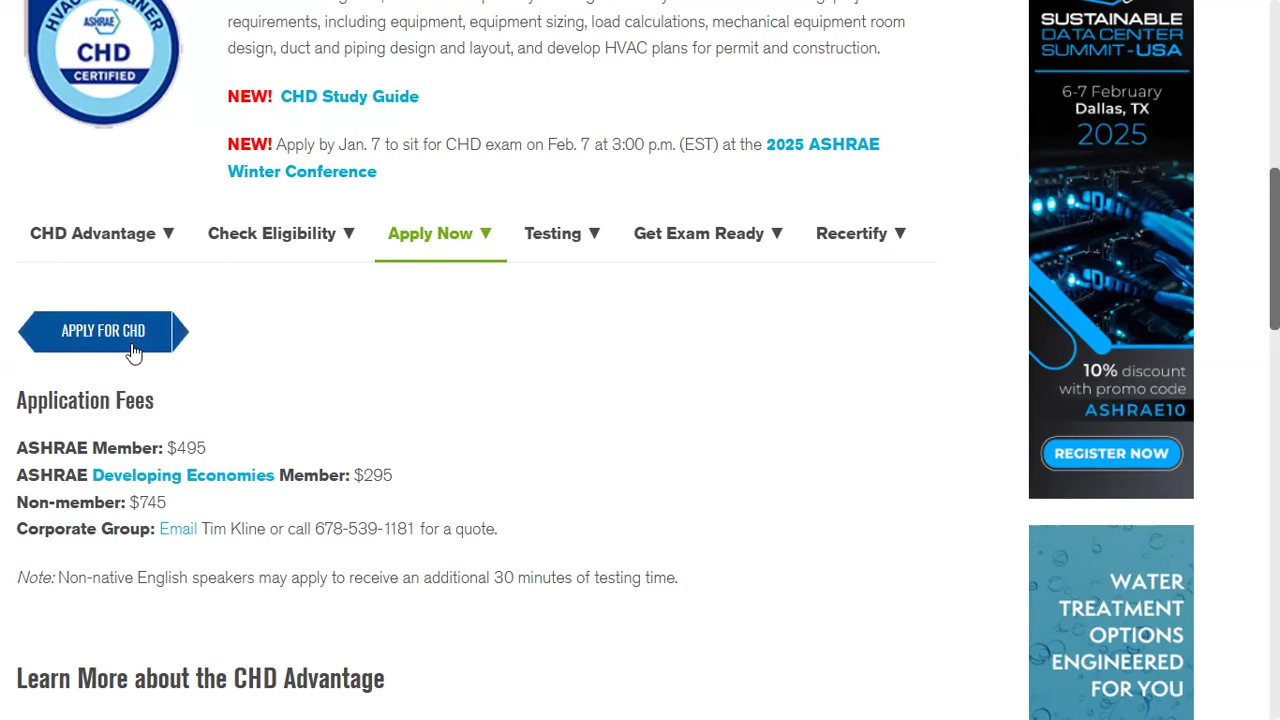 HVAC DESIGNER
ASHRAE
CHD
CERTIFIED
requirements, including equipment, equipment sizing, load calculations, mechanical equipment room
design, duct and piping design and layout, and develop HVAC plans for permit and construction.
NEW! CHD Study Guide
NEW! Apply by Jan. 7 to sit for CHD exam on Feb. 7 at 3:00 p.m. (EST) at the 2025 ASHRAE
Winter Conference
CHD Advantage ▼ Check Eligibility ▼ Apply Now ▼ Testing ▼ Get Exam Ready ▼ Recertify ▼
APPLY FOR CHD
Application Fees
ASHRAE Member: $495
ASHRAE Developing Economies Member: $295
Non-member: $745
Corporate Group: Email Tim Kline or call 678-539-1181 for a quote.
Note: Non-native English speakers may apply to receive an additional 30 minutes of testing time.
Learn More about the CHD Advantage
SUSTAINABLE
DATA CENTER
SUMMIT - USA
6-7 February
Dallas, TX
2025
10% discount
with promo code
ASHRAE10
REGISTER NOW
WATER
TREATMENT
OPTIONS
ENGINEERED
FOR YOU